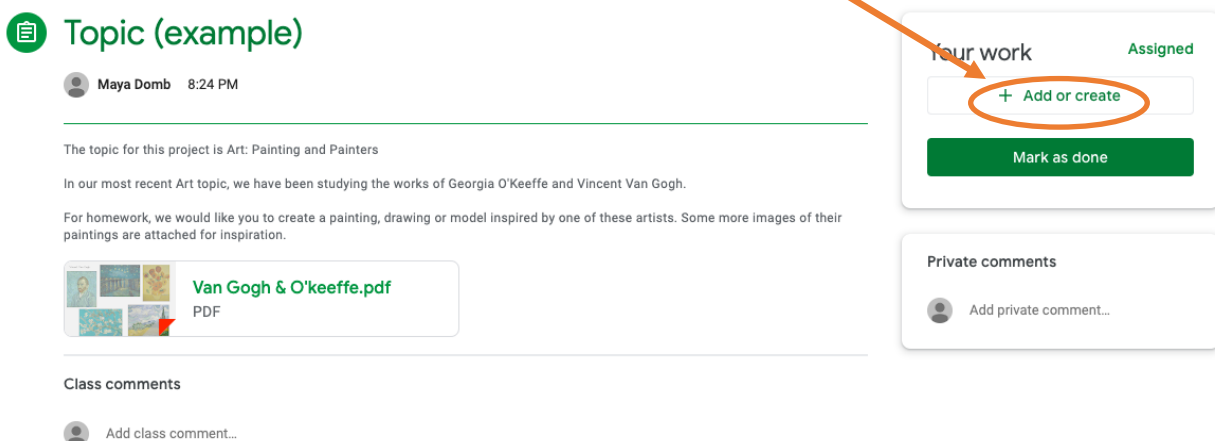 Topic (example)
Maya Domb 8:24 PM
The topic for this project is Art: Painting and Painters
In our most recent Art topic, we have been studying the works of Georgia O'Keeffe and Vincent Van Gogh.
For homework, we would like you to create a painting, drawing or model inspired by one of these artists. Some more images of their
paintings are attached for inspiration.
Van Gogh & O'keeffe.pdf
PDF
Class comments
Add class comment...
Your work Assigned
+ Add or create
Mark as done
Private comments
Add private comment...